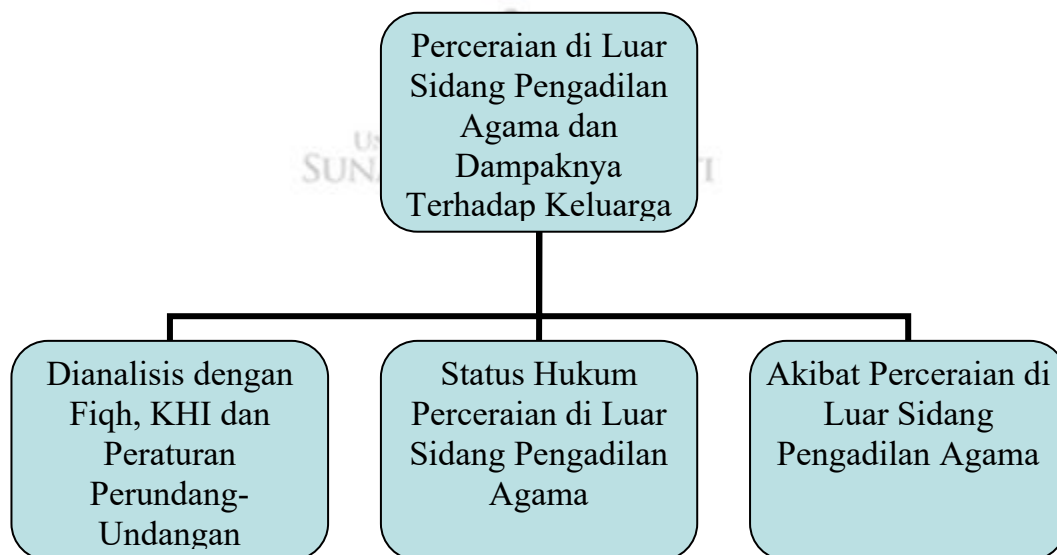 Perceraian di Luar
Sidang Pengadilan
Agama dan
Dampaknya
Terhadap Keluarga
Dianalisis dengan
Fiqh, KHI dan
Peraturan
Perundang-
Undangan
Status Hukum
Perceraian di Luar
Sidang Pengadilan
Agama
Akibat Perceraian di
Luar Sidang
Pengadilan Agama